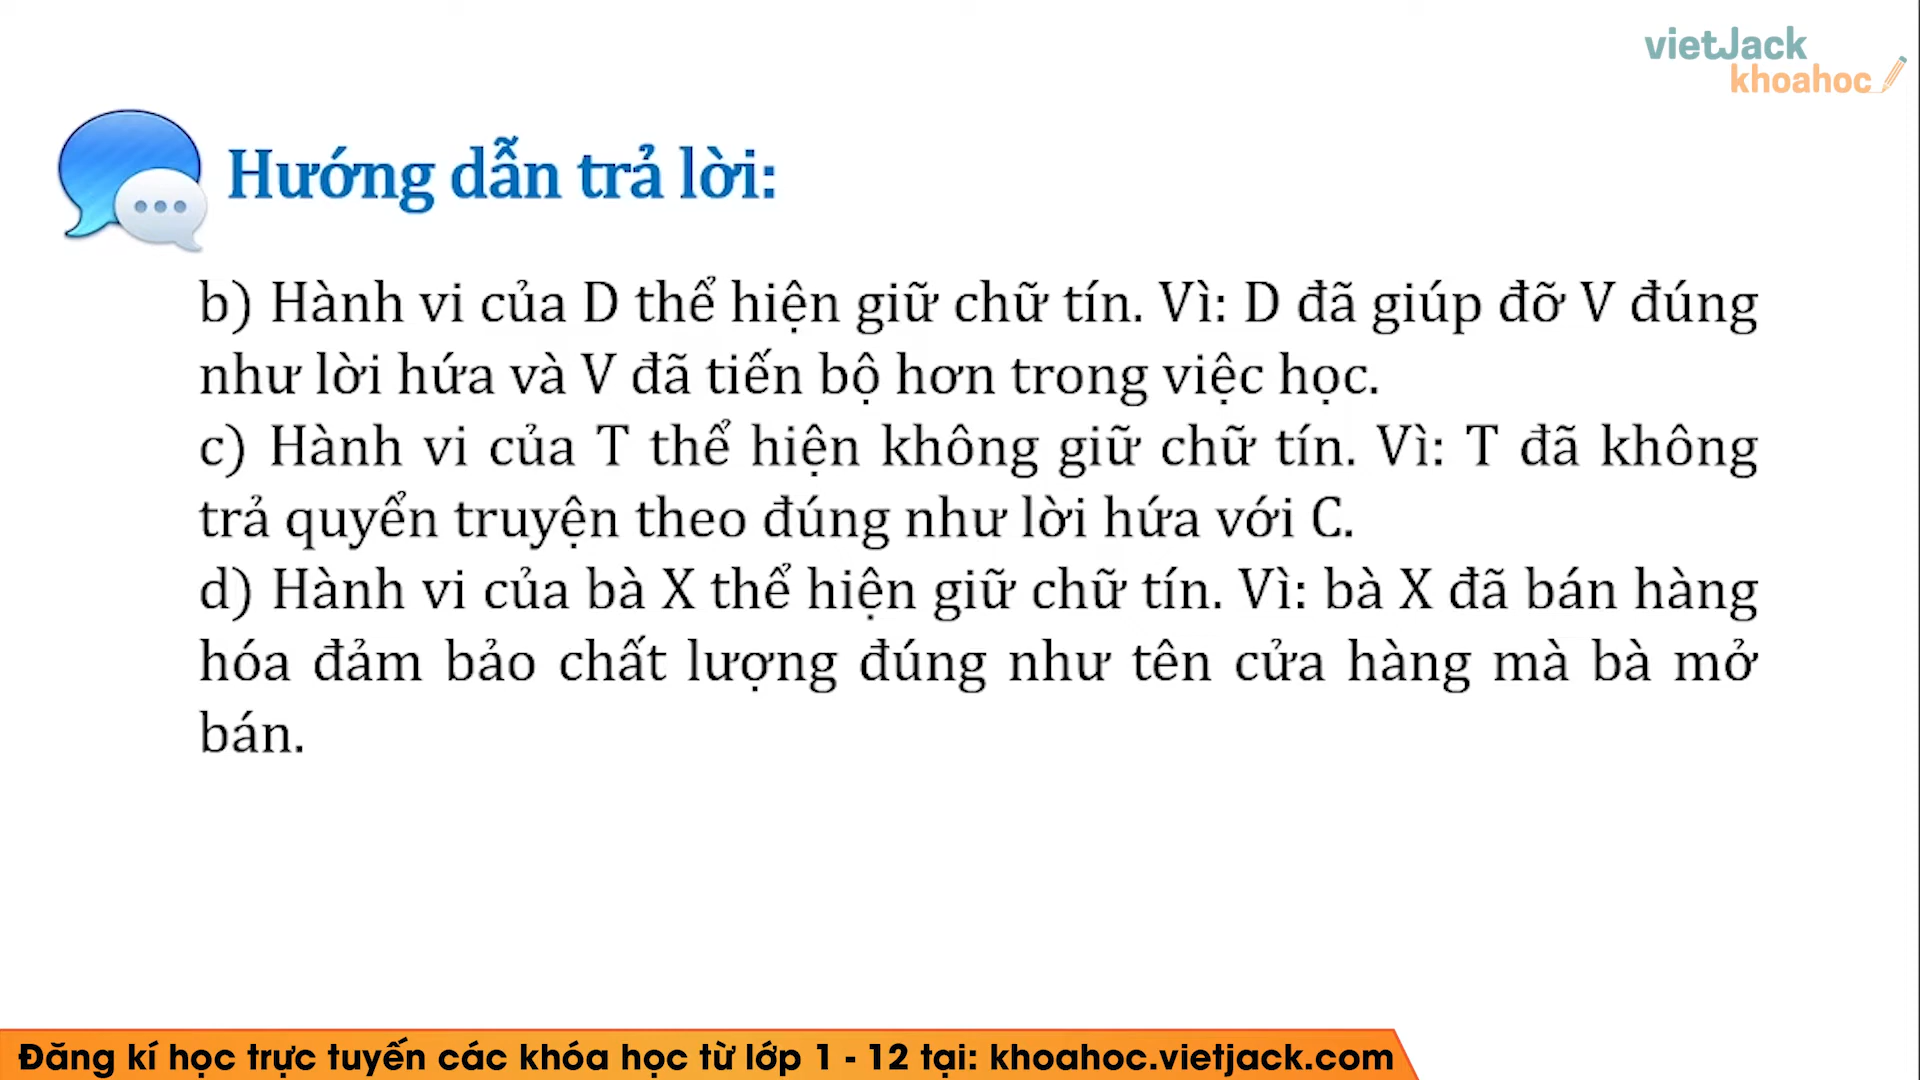 vietJack
khoahoc
Hướng dẫn trả lời:
b) Hành vi của D thể hiện giữ chữ tín. Vì: D đã giúp đỡ V đúng
như lời hứa và V đã tiến bộ hơn trong việc học.
c) Hành vi của T thể hiện không giữ chữ tín. Vì: T đã không
trả quyển truyện theo đúng như lời hứa với C.
d) Hành vi của bà X thể hiện giữ chữ tín. Vì: bà X đã bán hàng
hóa đảm bảo chất lượng đúng như tên cửa hàng mà bà mở
bán.
Đăng kí học trực tuyến các khóa học từ lớp 1 - 12 tại: khoahoc.vietjack.com